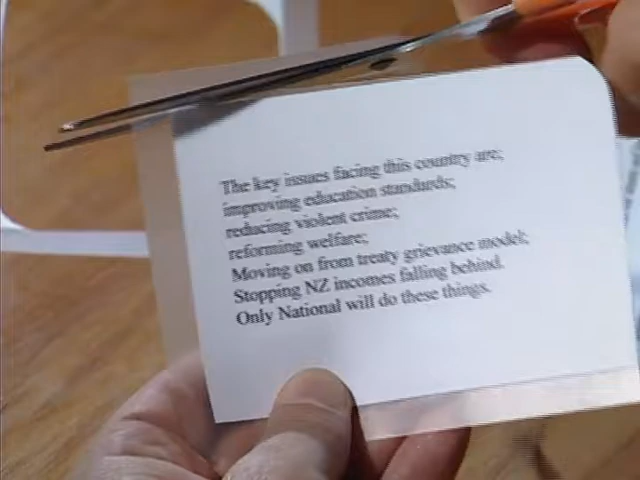 The key issues facing this country are;
improving education standards;
reducing violent crime;
reforming welfare;
Moving on from treaty grievance model;
Stopping NZ incomes falling behind.
Only National will do these things.